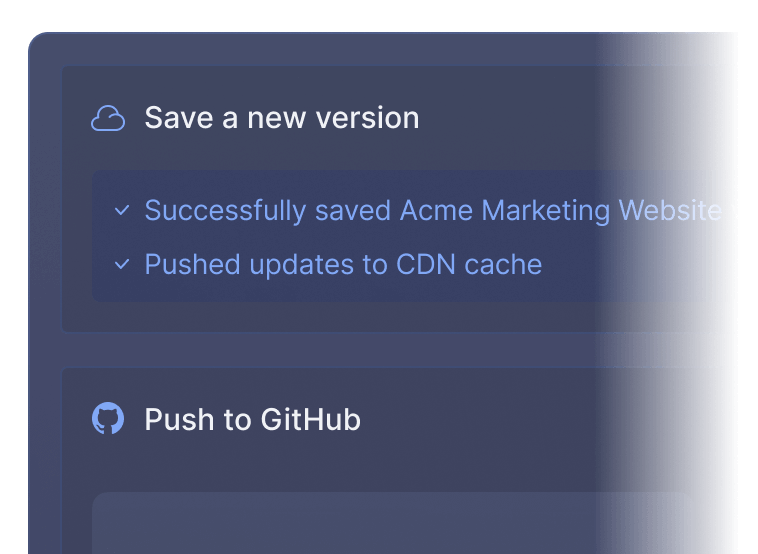 Save a new version
Successfully saved Acme Marketing Website
Pushed updates to CDN cache
Push to GitHub